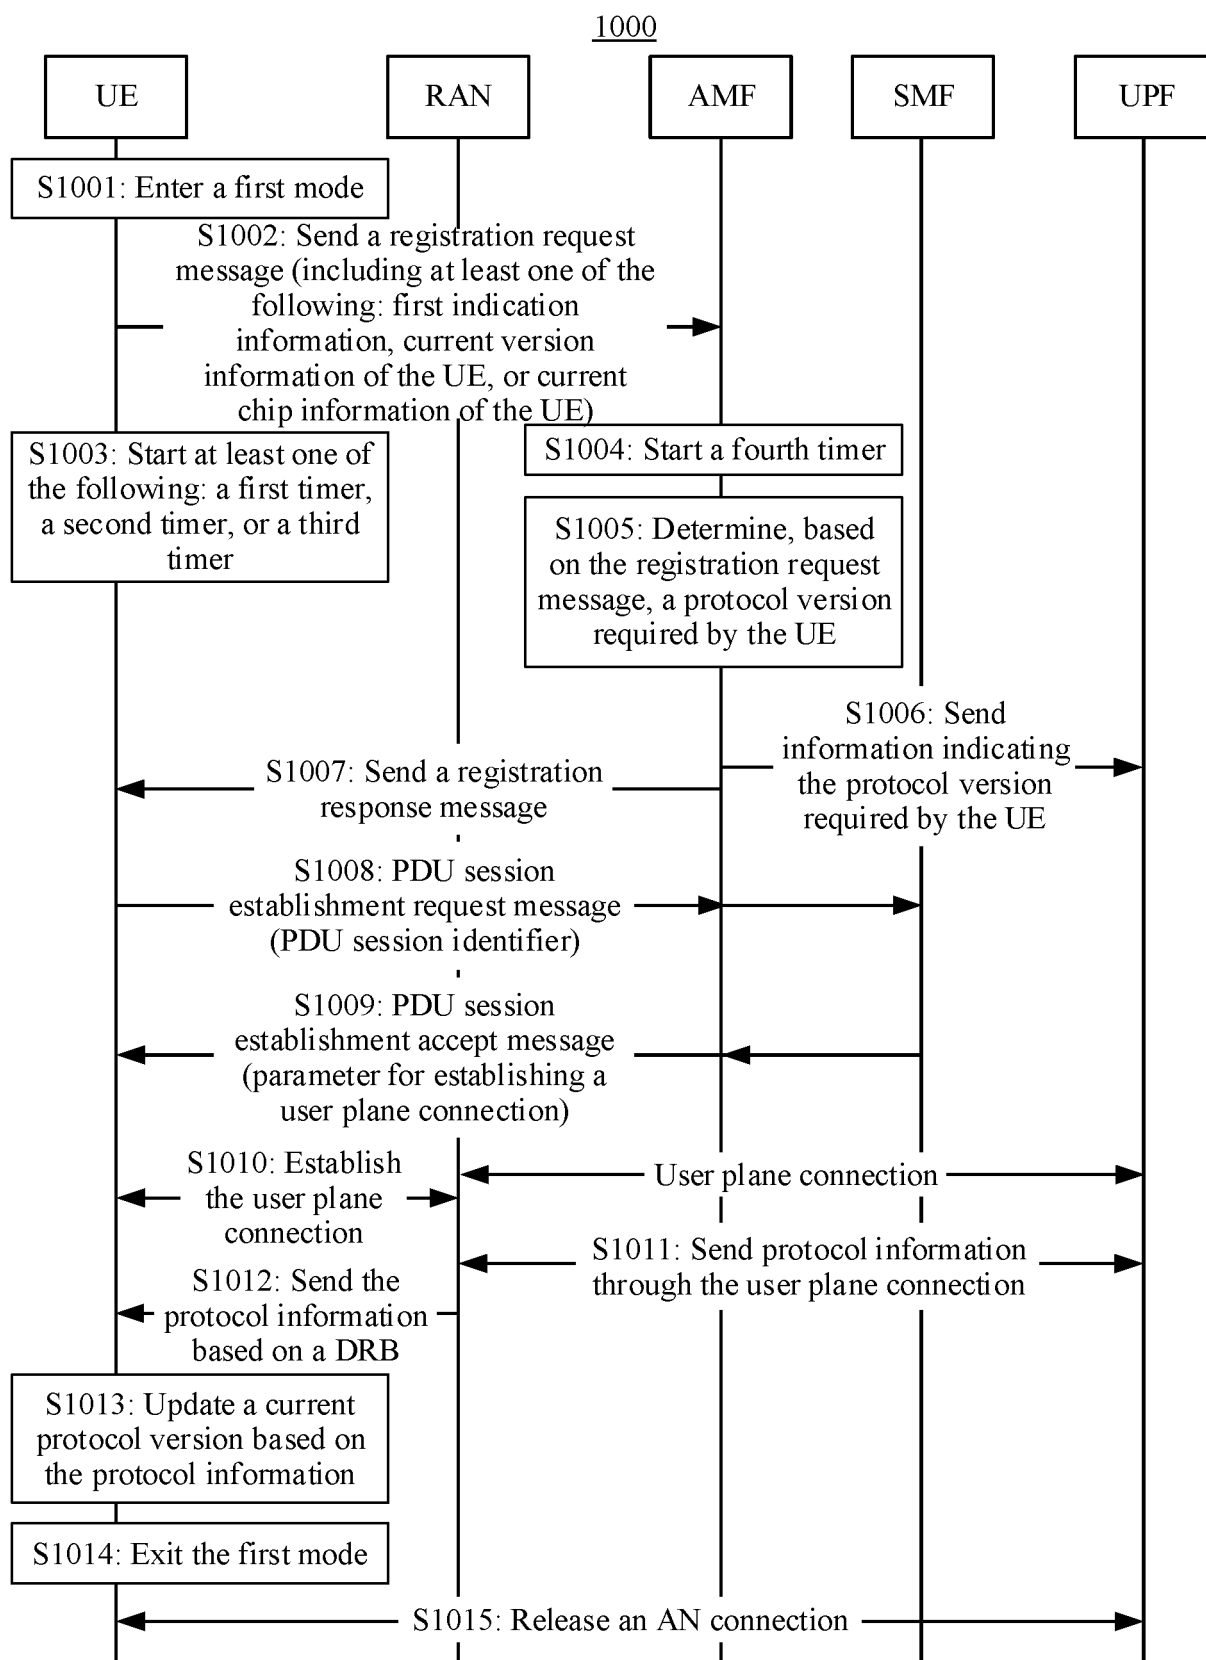 1000
UE
RAN
AMF
SMF
UPF
S1001: Enter a first mode
S1002: Send a registration request
message (including at least one of the
following: first indication
information, current version
information of the UE, or current
chip information of the UE)
S1003: Start at least one of
the following: a first timer,
a second timer, or a third
timer
S1004: Start a fourth timer
S1005: Determine, based
on the registration request
message, a protocol version
required by the UE
S1006: Send
information indicating
the protocol version
required by the UE
S1007: Send a registration
response message
S1008: PDU session
establishment request message
(PDU session identifier)
S1009: PDU session
establishment accept message
(parameter for establishing a
user plane connection)
S1010: Establish
the user plane
connection
User plane connection
S1011: Send protocol information
through the user plane connection
S1012: Send the
protocol information
based on a DRB
S1013: Update a current
protocol version based on
the protocol information
S1014: Exit the first mode
S1015: Release an AN connection